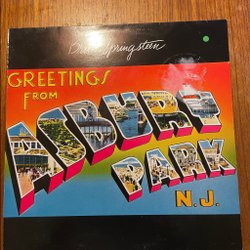 Bruce Springsteen
GREETINGS
FROM
ASBURY
PARK
N.J.